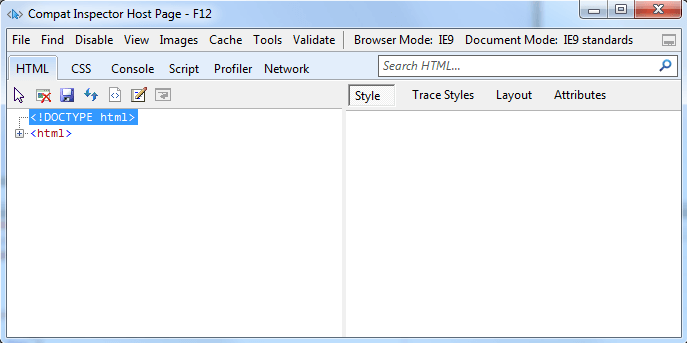 Compat Inspector Host Page - F12
File Find Disable View Images Cache Tools Validate Browser Mode: IE9 Document Mode: IE9 standards
HTML CSS Console Script Profiler Network Search HTML...
Style Trace Styles Layout Attributes
<!DOCTYPE html>
<html>